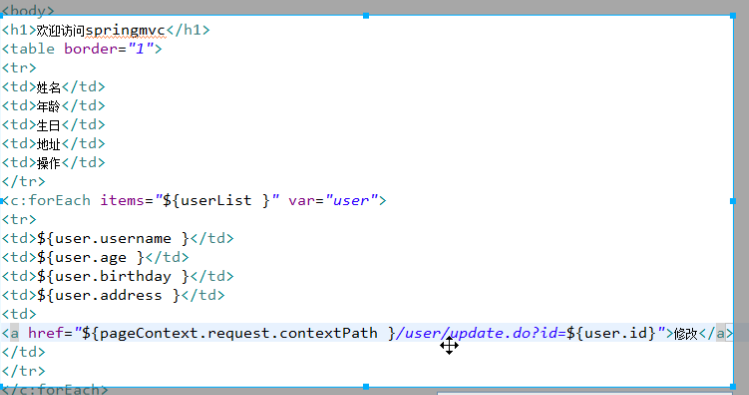 <body>
<h1>欢迎访问springmvc</h1>
<table border="1">
<tr>
<td>姓名</td>
<td>年龄</td>
<td>生日</td>
<td>地址</td>
<td>操作</td>
</tr>
<c:forEach items="${userList }" var="user">
<tr>
<td>${user.username }</td>
<td>${user.age }</td>
<td>${user.birthday }</td>
<td>${user.address }</td>
<td>
<a href="${pageContext.request.contextPath }/user/update.do?id=${user.id}">修改</a>
</td>
</tr>
</c:forEach>